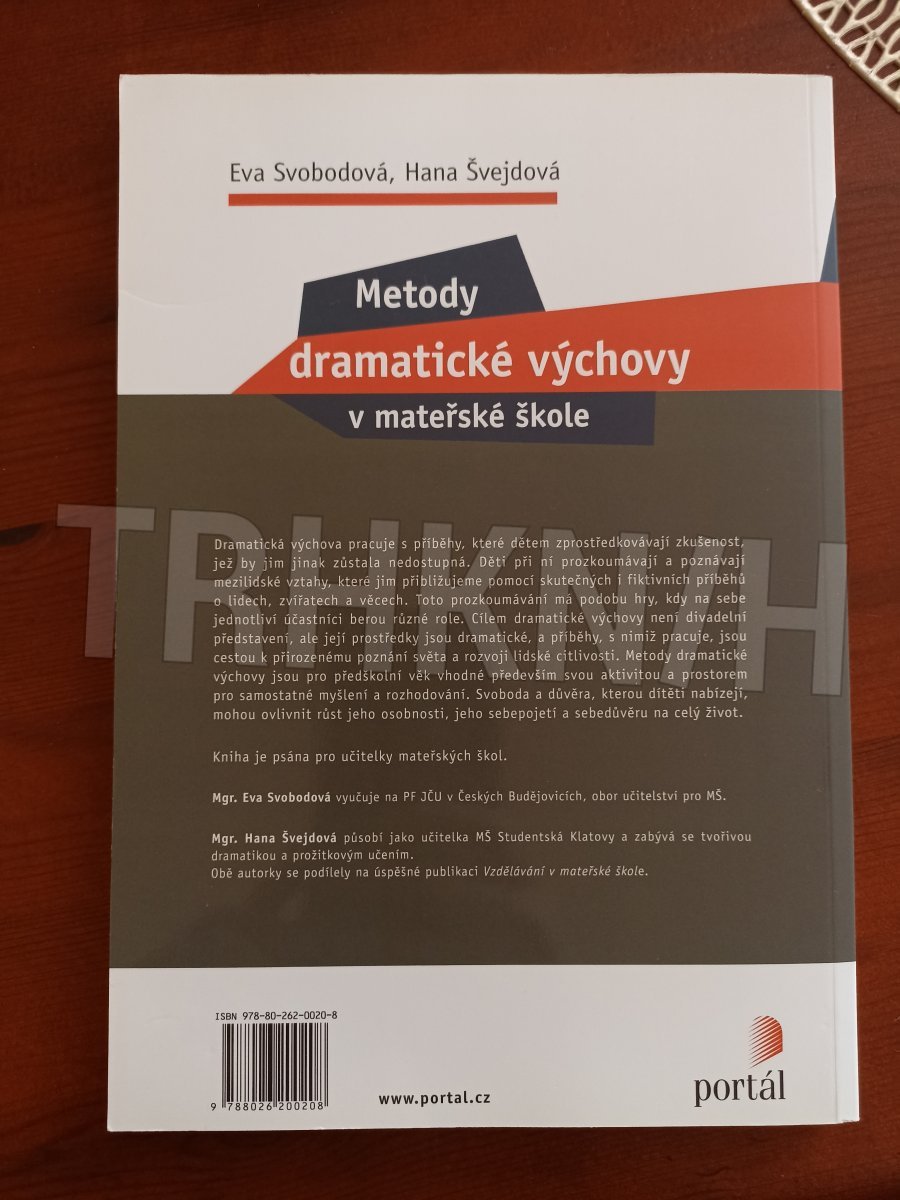 Eva Svobodová, Hana Švejdová
Metody
dramatické výchovy
v mateřské škole
Dramatická výchova pracuje s příběhy, které dětem zprostředkovávají zkušenost,
jež by jim jinak zůstala nedostupná. Děti při ní prozkoumávají a poznávají
mezilidské vztahy, které jim přibližujeme pomocí skutečných i fiktivních příběhů
o lidech, zvířatech a věcech. Toto prozkoumávání má podobu hry, kdy na sebe
jednotliví účastníci berou různé role. Cílem dramatické výchovy není divadelní
představení, ale její prostředky jsou dramatické, a příběhy, s nimiž pracuje, jsou
cestou k přirozenému poznání světa a rozvoji lidské citlivosti. Metody dramatické
výchovy jsou pro předškolní věk vhodné především svou aktivitou a prostorem
pro samostatné myšlení a rozhodování. Svoboda a důvěra, kterou dítěti nabízejí,
mohou ovlivnit růst jeho osobnosti, jeho sebepojetí a sebedůvěru na celý život.
Kniha je psána pro učitelky mateřských škol.
Mgr. Eva Svobodová vyučuje na PF JČU v Českých Budějovicích, obor učitelství pro MŠ.
Mgr. Hana Švejdová působí jako učitelka MŠ Studentská Klatovy a zabývá se tvořivou
dramatikou a prožitkovým učením.
Obě autorky se podílely na úspěšné publikaci Vzdělávání v mateřské škole.
ISBN 978-80-262-0020-8
9 788026 200208
www.portal.cz
portál